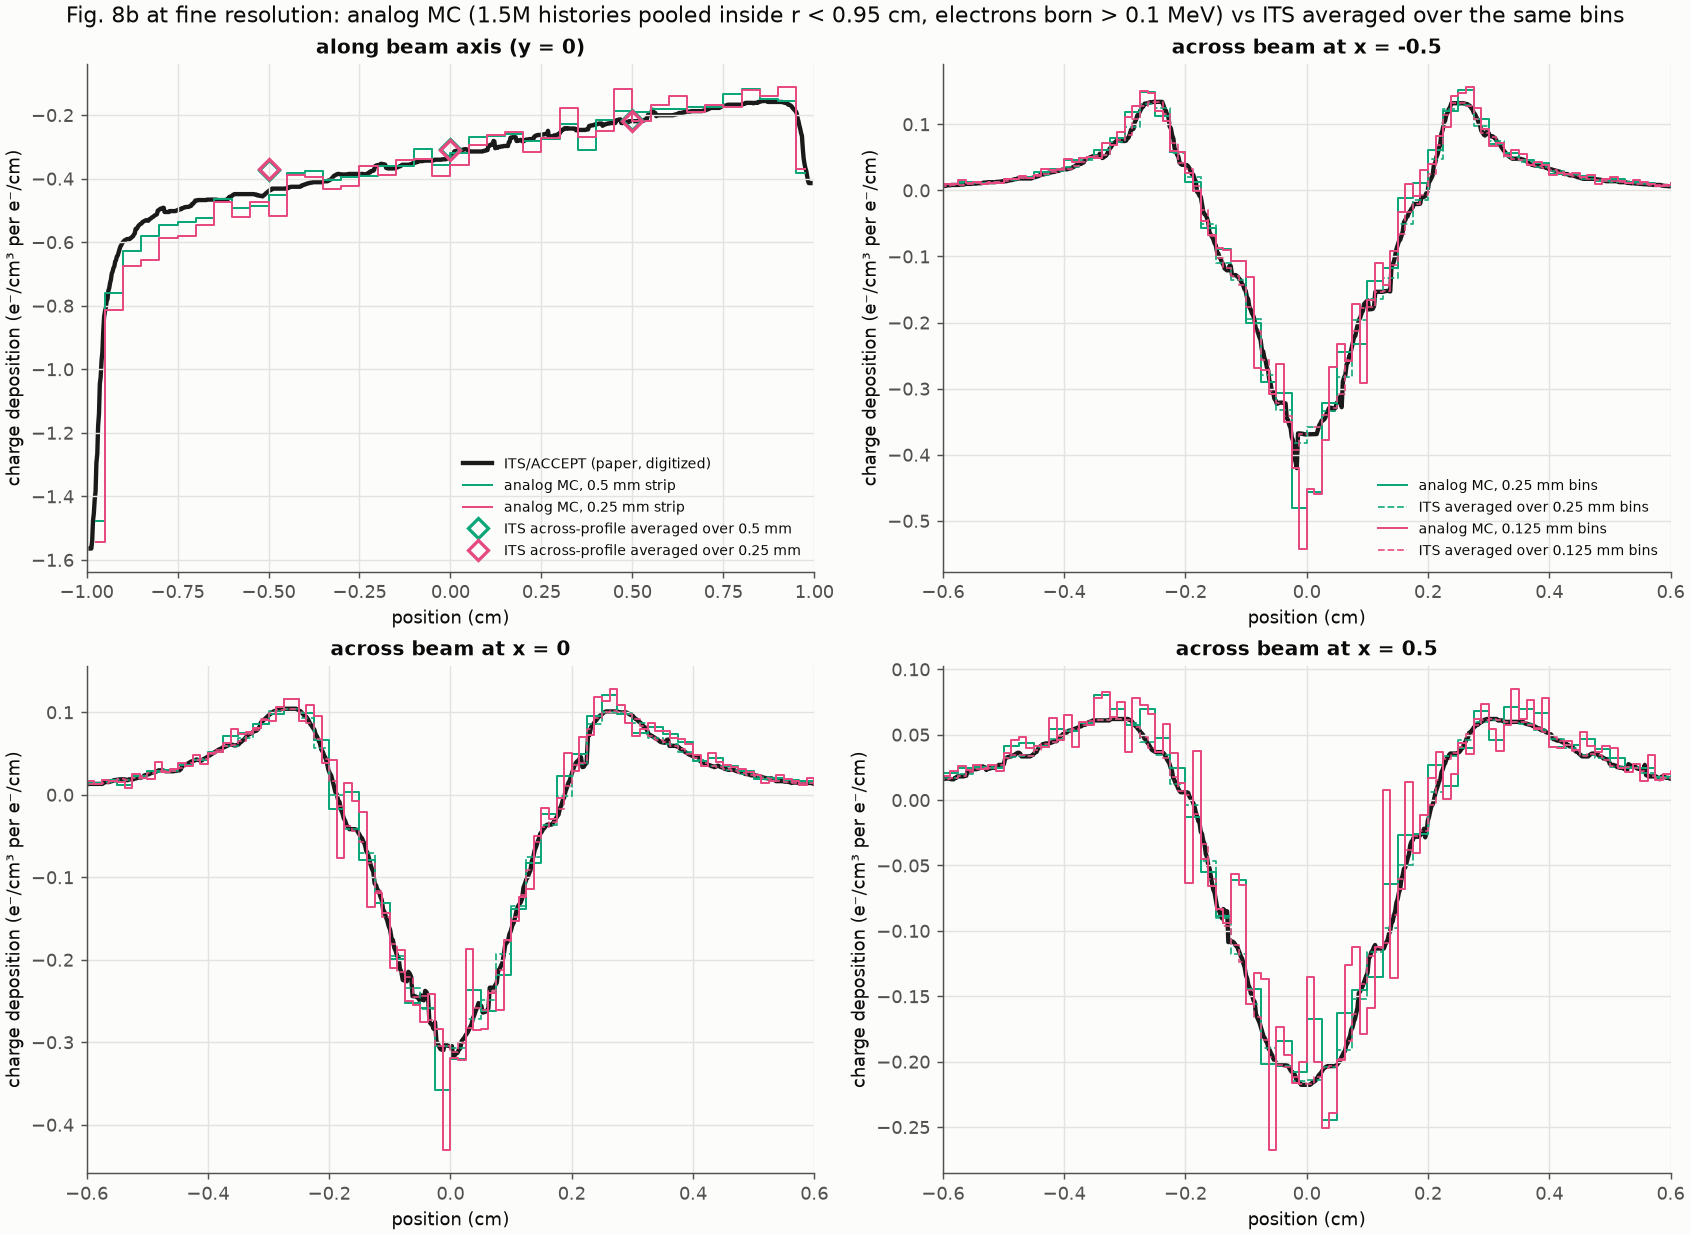 Fig. 8b at fine resolution: analog MC (1.5M histories pooled inside r < 0.95 cm, electrons born > 0.1 MeV) vs ITS averaged over the same bins
along beam axis (y = 0)
charge deposition (e⁻/cm³ per e⁻/cm)
−0.2
−0.4
−0.6
−0.8
−1.0
−1.2
−1.4
−1.6
ITS/ACCEPT (paper, digitized)
analog MC, 0.5 mm strip
analog MC, 0.25 mm strip
ITS across-profile averaged over 0.5 mm
ITS across-profile averaged over 0.25 mm
−1.00 −0.75 −0.50 −0.25 0.00 0.25 0.50 0.75 1.00
position (cm)
across beam at x = -0.5
charge deposition (e⁻/cm³ per e⁻/cm)
0.1
0.0
−0.1
−0.2
−0.3
−0.4
−0.5
analog MC, 0.25 mm bins
ITS averaged over 0.25 mm bins
analog MC, 0.125 mm bins
ITS averaged over 0.125 mm bins
−0.6 −0.4 −0.2 0.0 0.2 0.4 0.6
position (cm)
across beam at x = 0
charge deposition (e⁻/cm³ per e⁻/cm)
0.1
0.0
−0.1
−0.2
−0.3
−0.4
−0.6 −0.4 −0.2 0.0 0.2 0.4 0.6
position (cm)
across beam at x = 0.5
charge deposition (e⁻/cm³ per e⁻/cm)
0.10
0.05
0.00
−0.05
−0.10
−0.15
−0.20
−0.25
−0.6 −0.4 −0.2 0.0 0.2 0.4 0.6
position (cm)